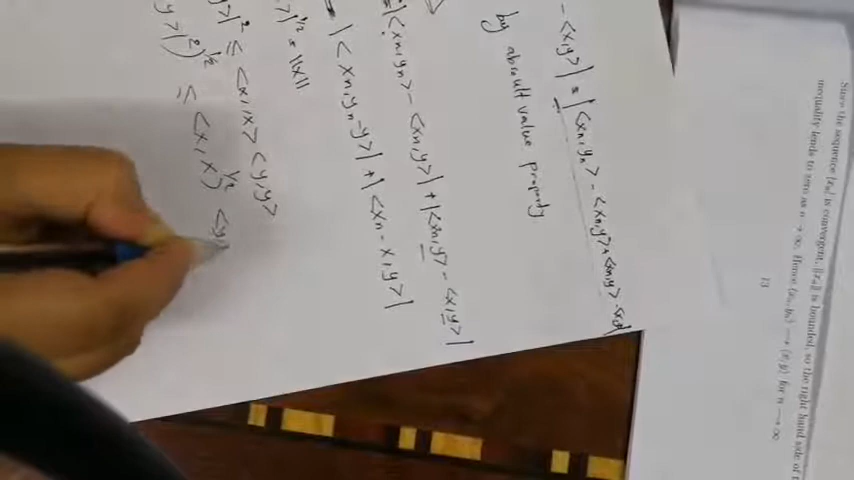 - <x,y>| = |<xn,yn> - <xn,y> + <xn,y> -
by absault value property
|<xn,yn> - <xn,y>| + |<xn,y> - <x,y>|
= |<xn,yn-y>| + |<xn-x,y>|
>|^1/2 = ||x||
y>|^2 ≤ <x,x> <y,y>
y>|^2)^1/2 ≤ <x,x>^1/2 <y
Since the sequence {xn} is convergent, ||xn|| is bounded, so the right hand side of
inequality tends to zero as n → ∞. Hence ⟨xn, yn⟩ → ⟨x, y⟩ for n → ∞
13